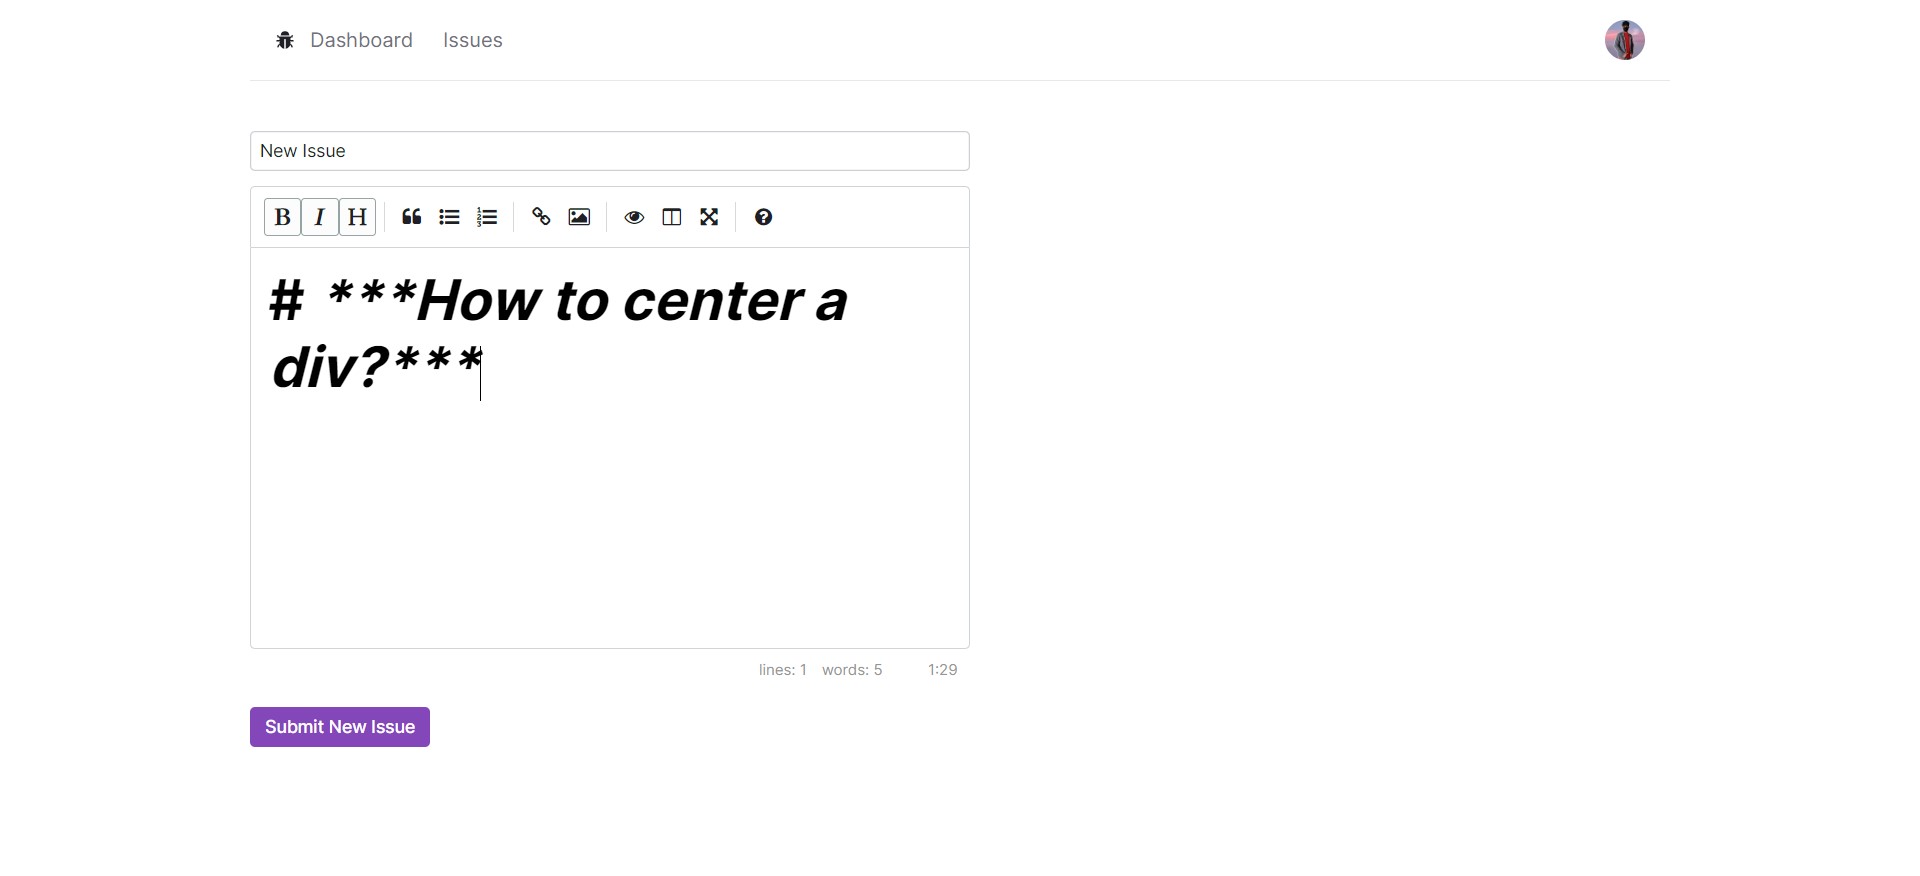 Dashboard Issues
New Issue
B I H
# ***How to center a
div?***
lines: 1 words: 5 1:29
Submit New Issue